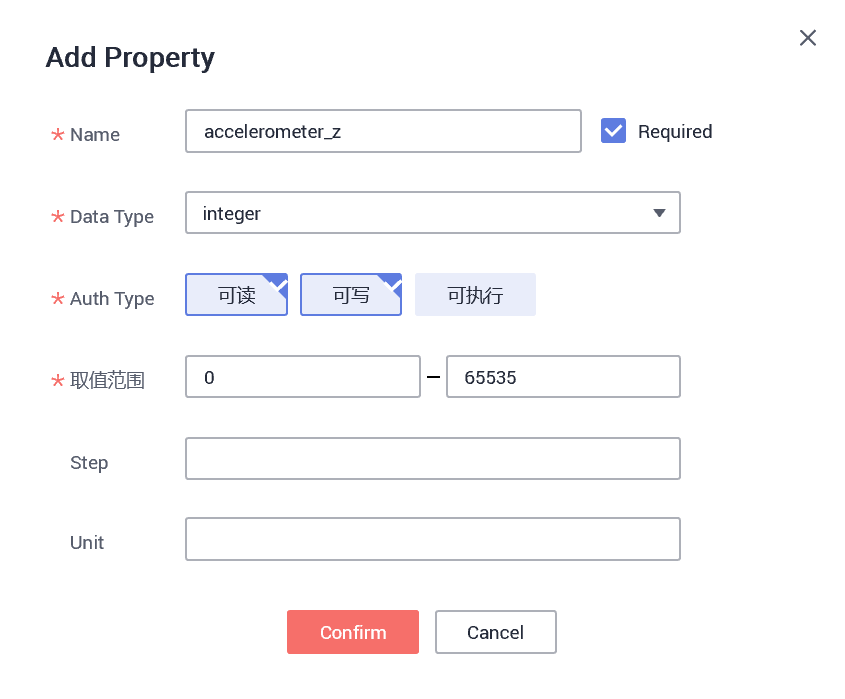 Add Property
* Name accelerometer_z Required
* Data Type integer
* Auth Type 可读 可写 可执行
* 取值范围 0 – 65535
Step
Unit
Confirm Cancel